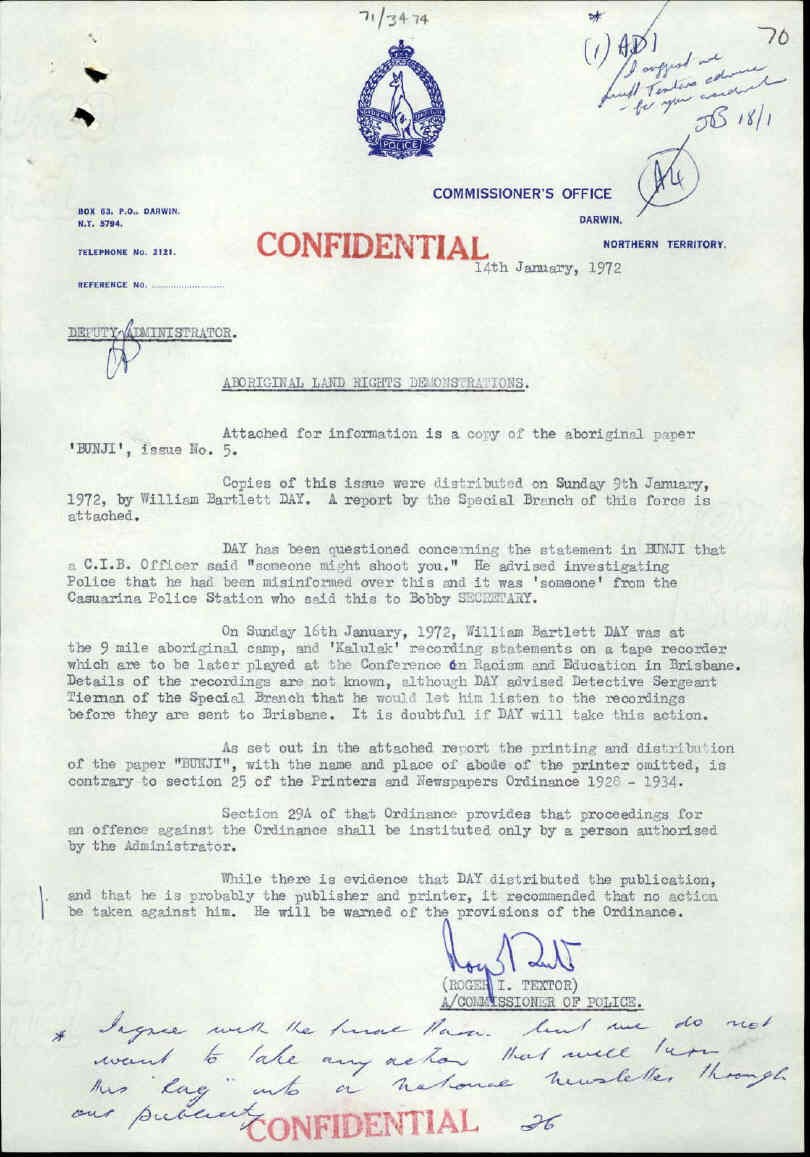 71/3474
70
(1) AD1
I suggest we
accept Textors advice
- for your
JB 18/1
A4
POLICE
COMMISSIONER'S OFFICE
BOX 63, P.O., DARWIN.
N.T. 5794.
DARWIN,
TELEPHONE No. 2121.
CONFIDENTIAL
NORTHERN TERRITORY.
14th January, 1972
REFERENCE No. ........................
DEPUTY ADMINISTRATOR.
ABORIGINAL LAND RIGHTS DEMONSTRATIONS.
Attached for information is a copy of the aboriginal paper
'BUNJI', issue No. 5.
Copies of this issue were distributed on Sunday 9th January,
1972, by William Bartlett DAY. A report by the Special Branch of this force is
attached.
DAY has been questioned concerning the statement in BUNJI that
a C.I.B. Officer said "someone might shoot you." He advised investigating
Police that he had been misinformed over this and it was 'someone' from the
Casuarina Police Station who said this to Bobby SECRETARY.
On Sunday 16th January, 1972, William Bartlett DAY was at
the 9 mile aboriginal camp, and 'Kalulak' recording statements on a tape recorder
which are to be later played at the Conference on Racism and Education in Brisbane.
Details of the recordings are not known, although DAY advised Detective Sergeant
Tiernan of the Special Branch that he would let him listen to the recordings
before they are sent to Brisbane. It is doubtful if DAY will take this action.
As set out in the attached report the printing and distribution
of the paper "BUNJI", with the name and place of abode of the printer omitted, is
contrary to section 25 of the Printers and Newspapers Ordinance 1928 - 1934.
Section 29A of that Ordinance provides that proceedings for
an offence against the Ordinance shall be instituted only by a person authorised
by the Administrator.
While there is evidence that DAY distributed the publication,
and that he is probably the publisher and printer, it recommended that no action
be taken against him. He will be warned of the provisions of the Ordinance.
(ROGER I. TEXTOR)
A/COMMISSIONER OF POLICE.
* I agree with the final Para. but we do not
want to take any action that will turn
this "Rag" into a national newsletter through
our publicity
CONFIDENTIAL